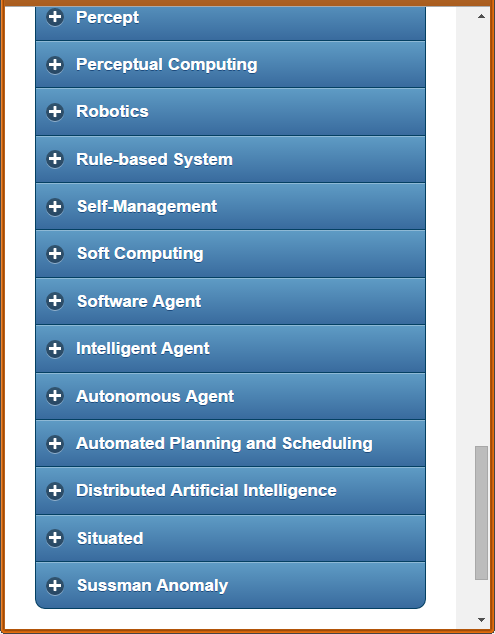 Percept
Perceptual Computing
Robotics
Rule-based System
Self-Management
Soft Computing
Software Agent
Intelligent Agent
Autonomous Agent
Automated Planning and Scheduling
Distributed Artificial Intelligence
Situated
Sussman Anomaly